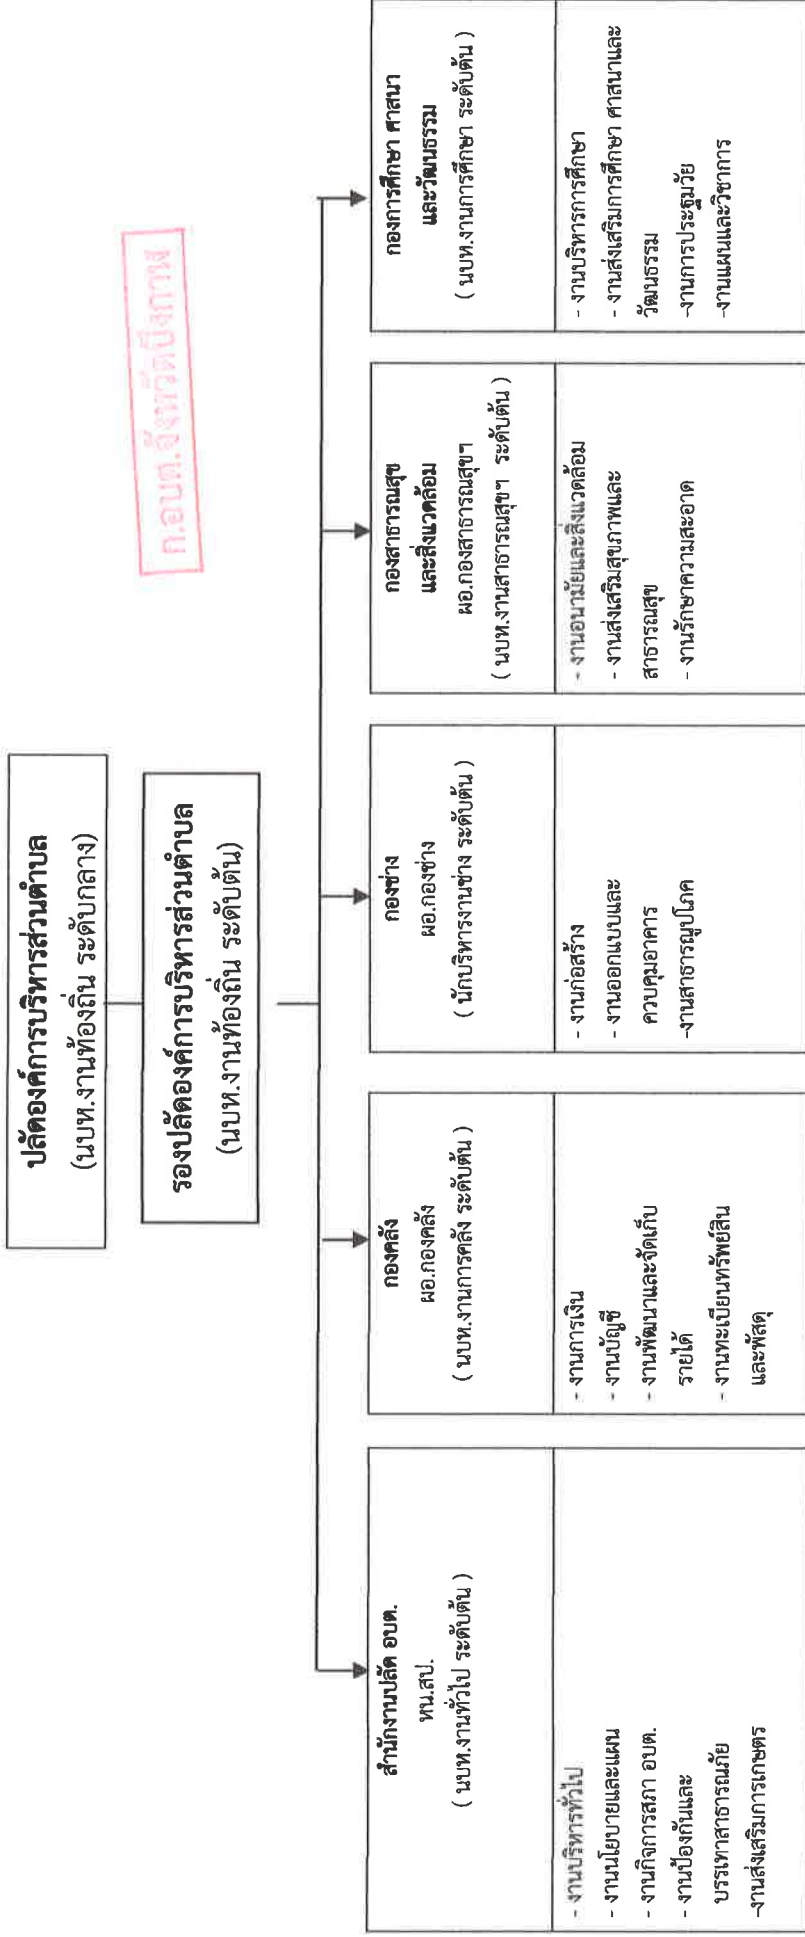 ปลัดองค์การบริหารส่วนตำบล
(นบห.งานท้องถิ่น ระดับกลาง)
รองปลัดองค์การบริหารส่วนตำบล
(นบห.งานท้องถิ่น ระดับต้น)
ก.อบต.จังหวัดบึงกาฬ
สำนักงานปลัด อบต.
หน.สป.
( นบห.งานทั่วไป ระดับต้น )
- งานบริหารทั่วไป
- งานนโยบายและแผน
- งานกิจการสภา อบต.
- งานป้องกันและ
บรรเทาสาธารณภัย
-งานส่งเสริมการเกษตร
กองคลัง
ผอ.กองคลัง
( นบห.งานการคลัง ระดับต้น )
- งานการเงิน
- งานบัญชี
- งานพัฒนาและจัดเก็บ
รายได้
- งานทะเบียนทรัพย์สิน
และพัสดุ
กองช่าง
ผอ.กองช่าง
( นักบริหารงานช่าง ระดับต้น )
- งานก่อสร้าง
- งานออกแบบและ
ควบคุมอาคาร
-งานสาธารณูปโภค
กองสาธารณสุข
และสิ่งแวดล้อม
ผอ.กองสาธารณสุขฯ
( นบห.งานสาธารณสุขฯ ระดับต้น )
- งานอนามัยและสิ่งแวดล้อม
- งานส่งเสริมสุขภาพและ
สาธารณสุข
- งานรักษาความสะอาด
กองการศึกษา ศาสนา
และวัฒนธรรม
( นบห.งานการศึกษา ระดับต้น )
- งานบริหารการศึกษา
- งานส่งเสริมการศึกษา ศาสนาและ
วัฒนธรรม
-งานการประฐมวัย
-งานแผนและวิชาการ